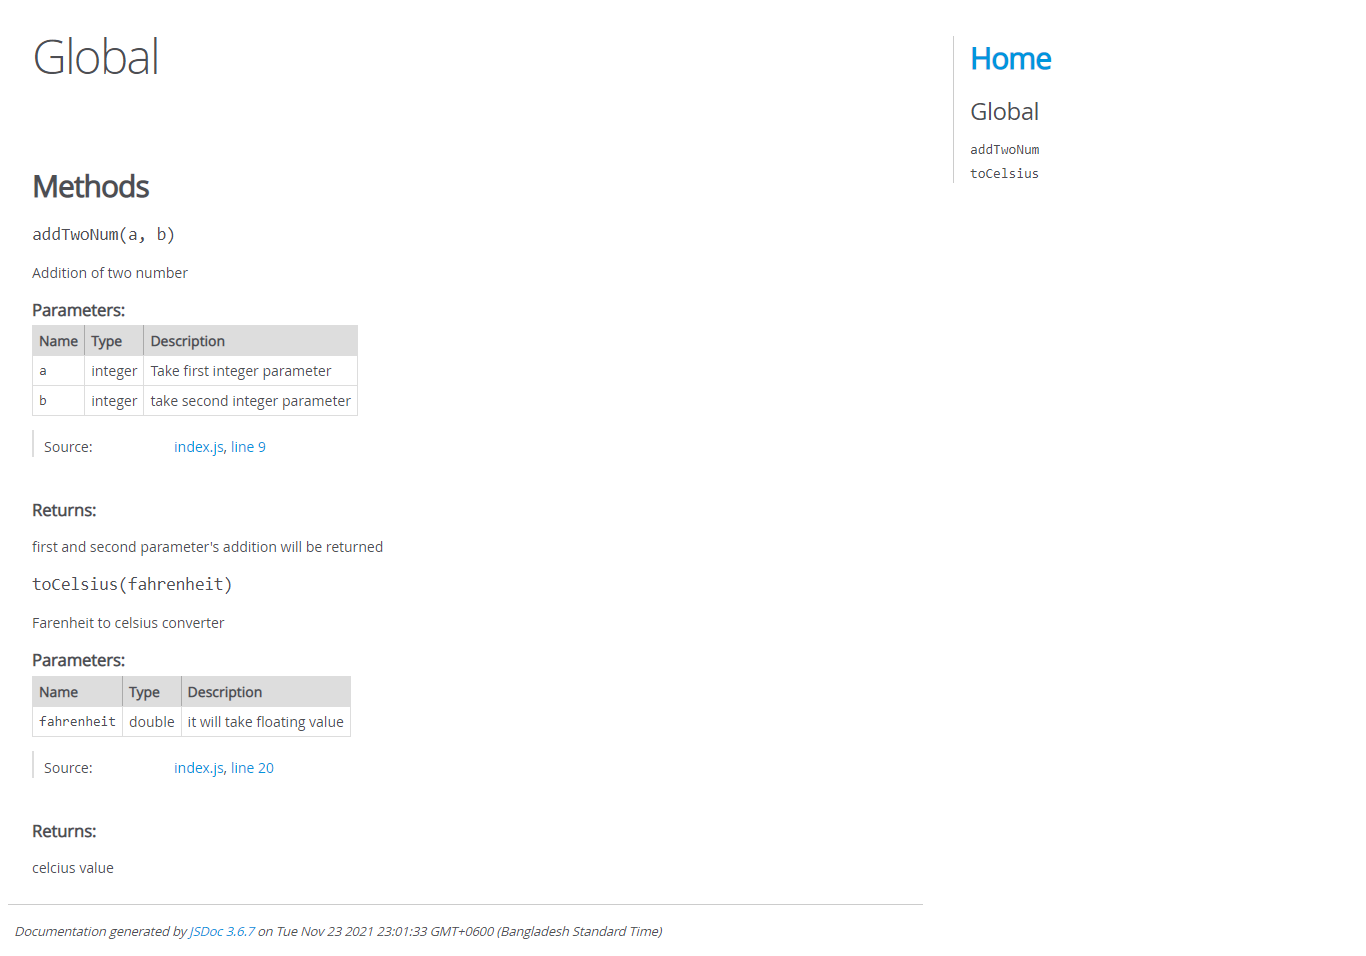 Global
Methods
addTwoNum(a, b)
Addition of two number
Parameters:
Name Type Description
a integer Take first integer parameter
b integer take second integer parameter
Source: index.js, line 9
Returns:
first and second parameter's addition will be returned
toCelsius(fahrenheit)
Farenheit to celsius converter
Parameters:
Name Type Description
fahrenheit double it will take floating value
Source: index.js, line 20
Returns:
celcius value
Home
Global
addTwoNum
toCelsius
Documentation generated by JSDoc 3.6.7 on Tue Nov 23 2021 23:01:33 GMT+0600 (Bangladesh Standard Time)